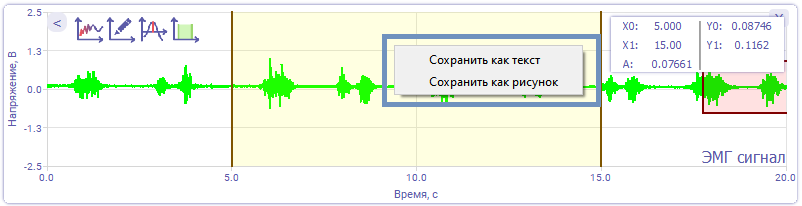 Напряжение, В
2.5
1.3
0.0
-1.3
-2.5
<
Сохранить как текст
Сохранить как рисунок
X0: 5.000 Y0: 0.08746
X1: 15.00 Y1: 0.1162
A: 0.07661
ЭМГ сигнал
0.0 5.0 10.0 15.0 20.0
Время, с